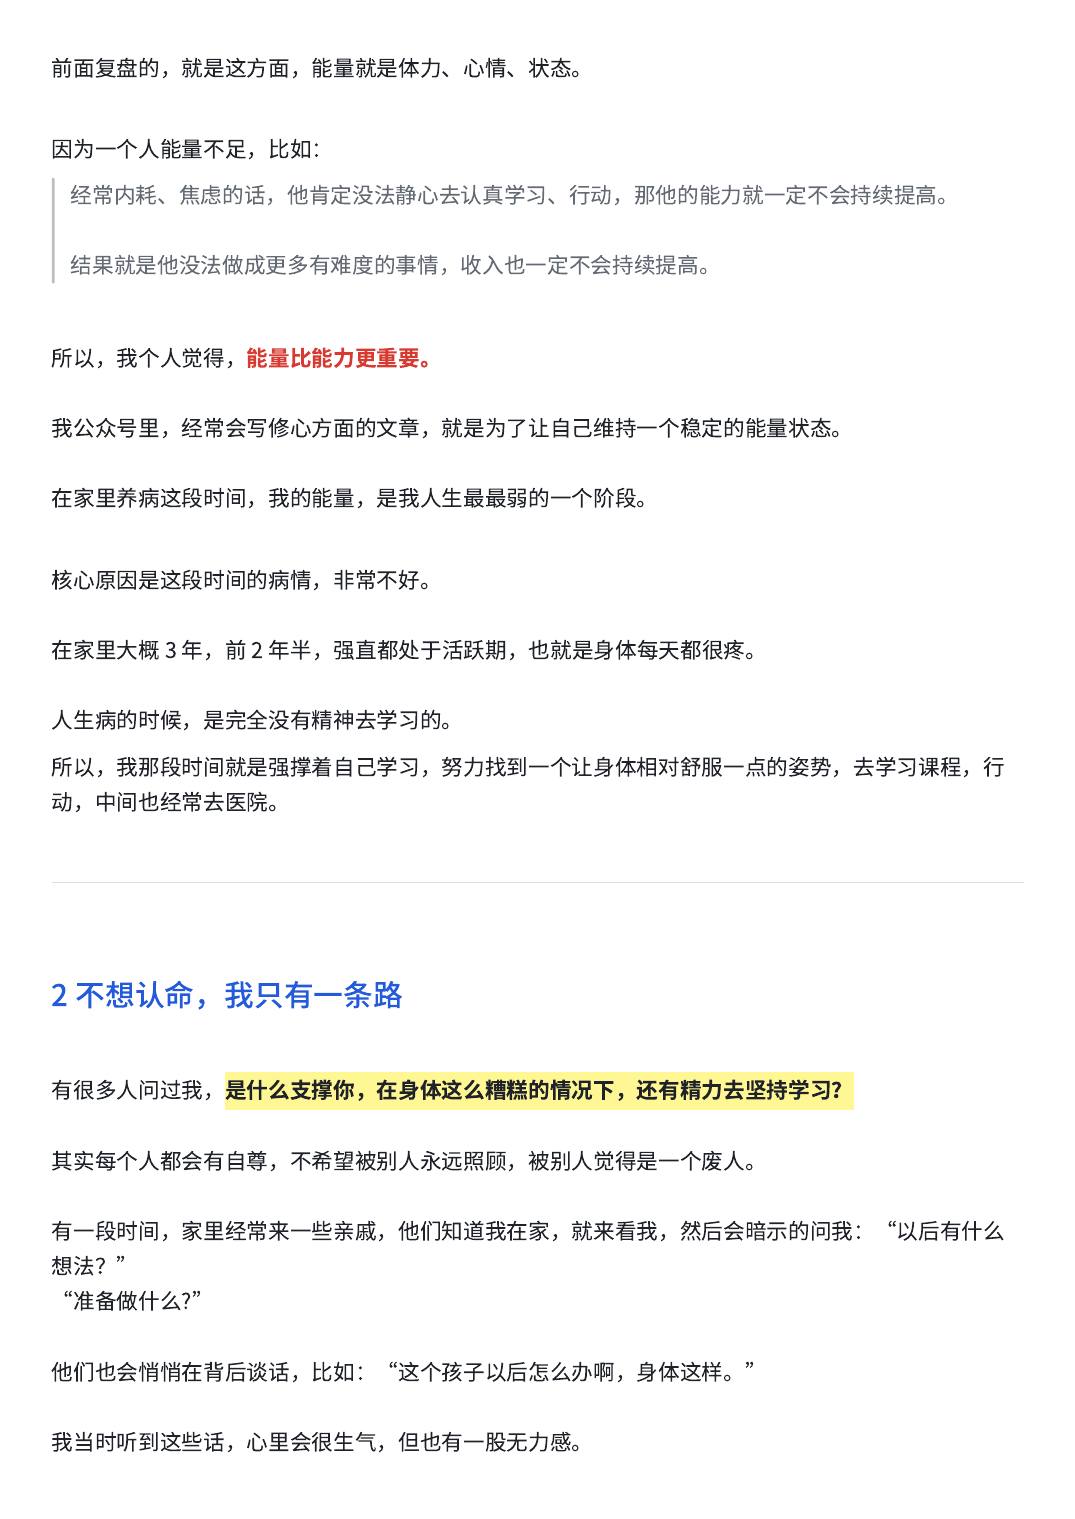 前面复盘的，就是这方面，能量就是体力、心情、状态。
因为一个人能量不足，比如：
经常内耗、焦虑的话，他肯定没法静心去认真学习、行动，那他的能力就一定不会持续提高。
结果就是他没法做成更多有难度的事情，收入也一定不会持续提高。
所以，我个人觉得，能量比能力更重要。
我公众号里，经常会写修心方面的文章，就是为了让自己维持一个稳定的能量状态。
在家里养病这段时间，我的能量，是我人生最最弱的一个阶段。
核心原因是这段时间的病情，非常不好。
在家里大概 3 年，前 2 年半，强直都处于活跃期，也就是身体每天都很疼。
人生病的时候，是完全没有精神去学习的。
所以，我那段时间就是强撑着自己学习，努力找到一个让身体相对舒服一点的姿势，去学习课程，行
动，中间也经常去医院。
2 不想认命，我只有一条路
有很多人问过我，是什么支撑你，在身体这么糟糕的情况下，还有精力去坚持学习？
其实每个人都会有自尊，不希望被别人永远照顾，被别人觉得是一个废人。
有一段时间，家里经常来一些亲戚，他们知道我在家，就来看我，然后会暗示的问我：“以后有什么
想法？”
“准备做什么?”
他们也会悄悄在背后谈话，比如：“这个孩子以后怎么办啊，身体这样。”
我当时听到这些话，心里会很生气，但也有一股无力感。